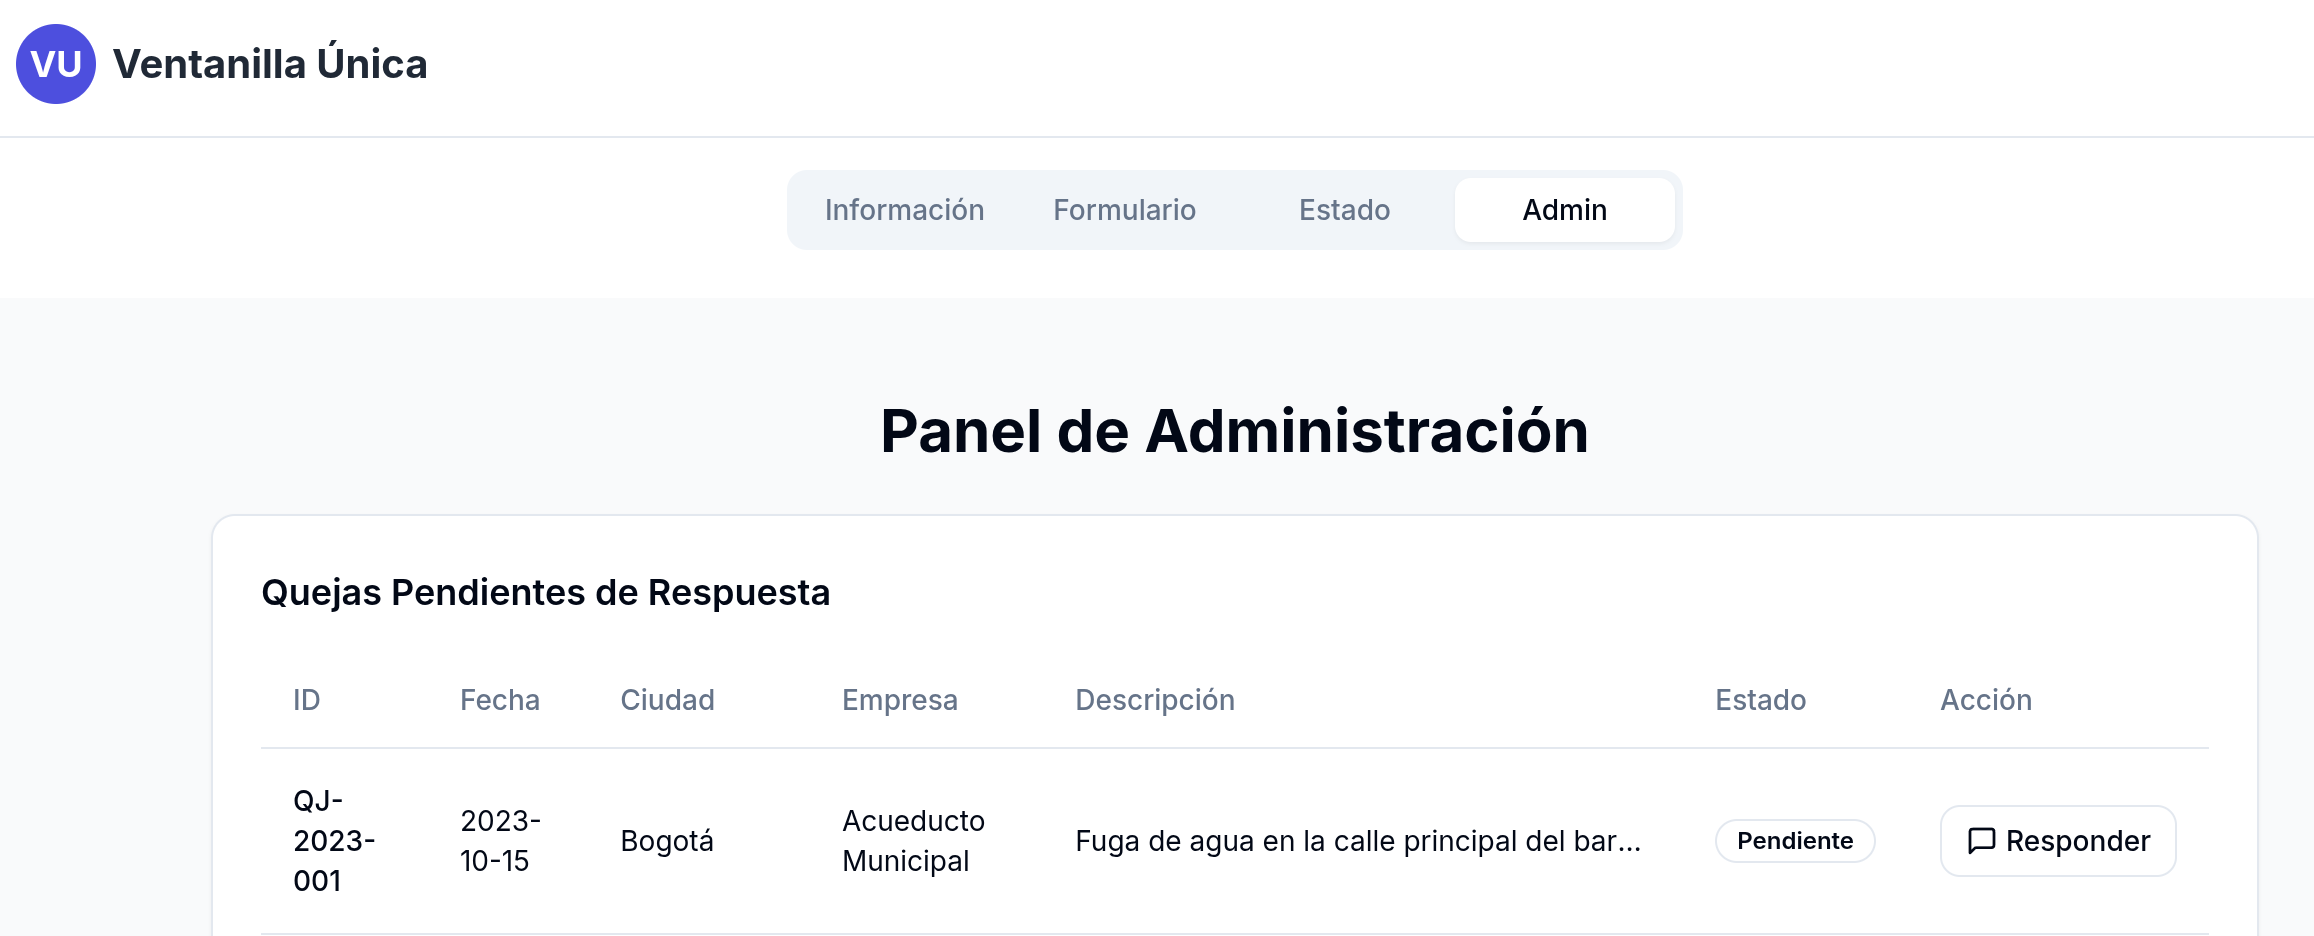 VU
Ventanilla Única
Información Formulario Estado Admin
Panel de Administración
Quejas Pendientes de Respuesta
ID Fecha Ciudad Empresa Descripción Estado Acción
QJ-
2023-
001
2023-
10-15
Bogotá
Acueducto
Municipal
Fuga de agua en la calle principal del bar...
Pendiente
Responder